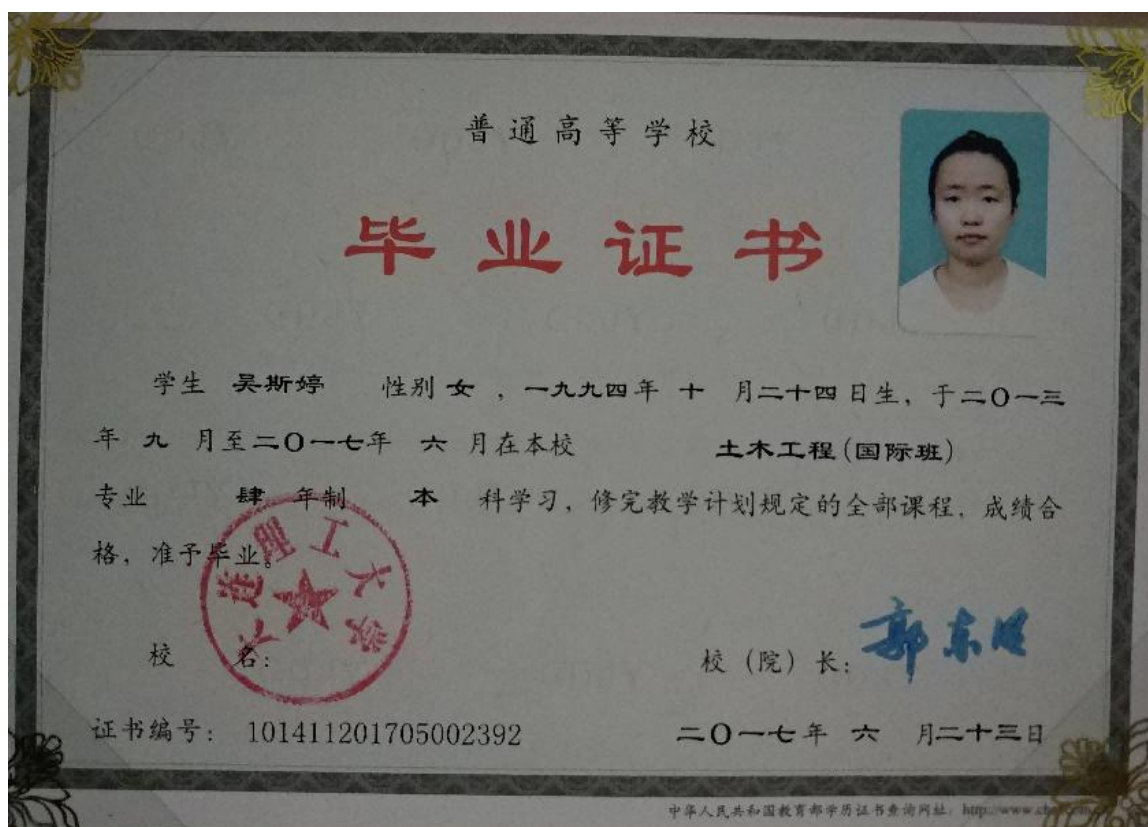 普通高等学校
毕业证书
学生 吴斯婷 性别 女 ，一九九四年 十 月二十四日生，于二〇一三
年 九 月至二〇一七年 六 月在本校 土木工程(国际班)
专业 肆 年制 本 科学习，修完教学计划规定的全部课程，成绩合
格，准予毕业。
大连理工大学
校 名：
校（院）长：郭东明
证书编号： 101411201705002392
二〇一七年 六 月二十三日
中华人民共和国教育部学历证书查询网址：http://www.